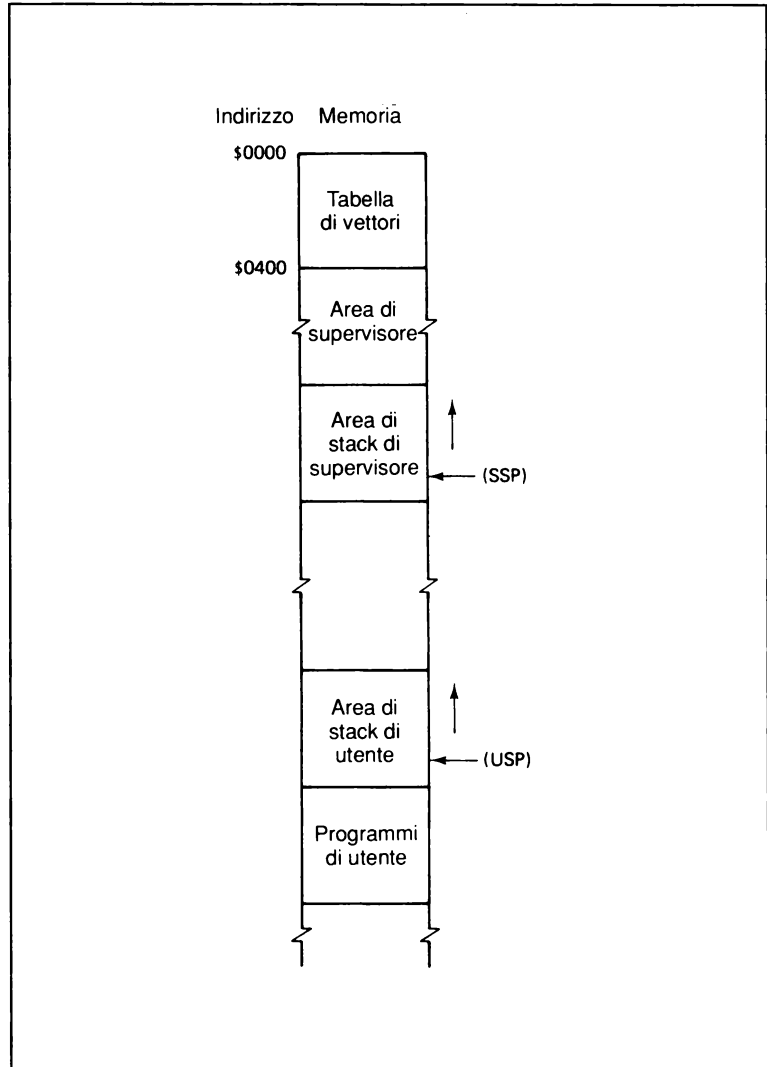 Indirizzo Memoria
$0000
Tabella
di vettori
$0400
Area di
supervisore
Area di
stack di
supervisore
(SSP)
Area di
stack di
utente
(USP)
Programmi
di utente